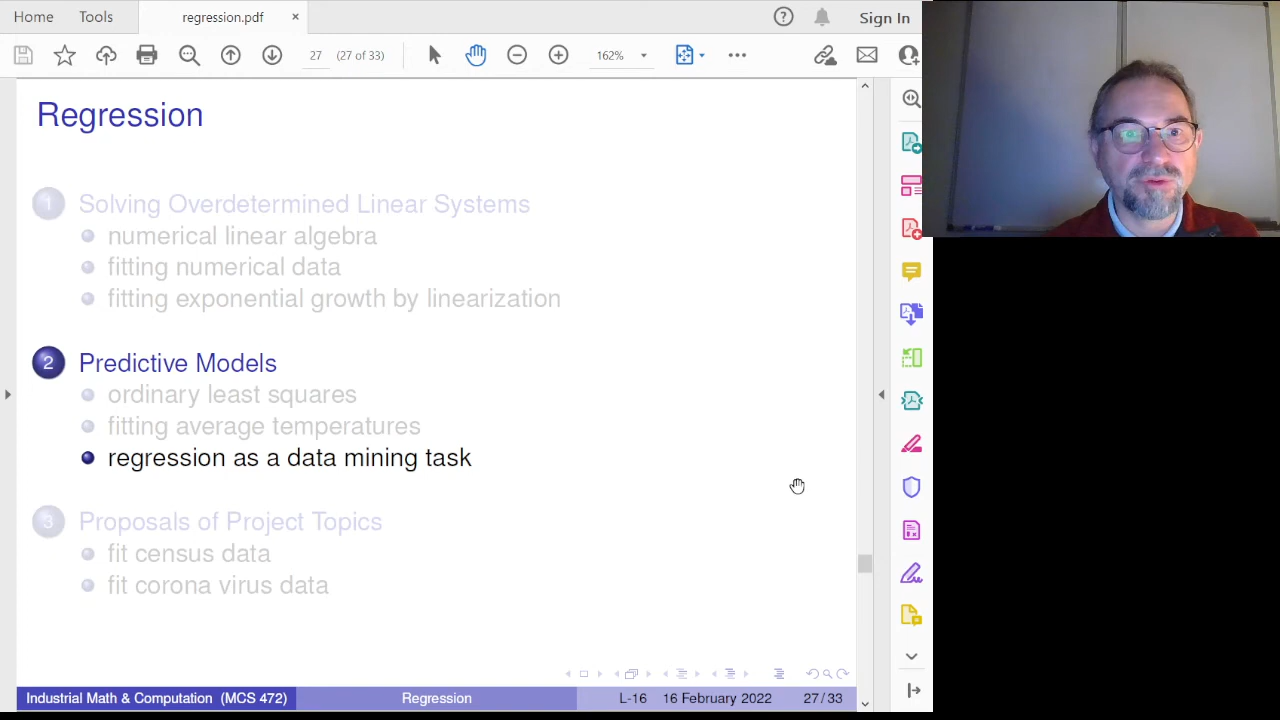 Home Tools regression.pdf × Sign In
27 (27 of 33) 162%
Regression
1 Solving Overdetermined Linear Systems
numerical linear algebra
fitting numerical data
fitting exponential growth by linearization
2 Predictive Models
ordinary least squares
fitting average temperatures
regression as a data mining task
3 Proposals of Project Topics
fit census data
fit corona virus data
Industrial Math & Computation (MCS 472) Regression L-16 16 February 2022 27/33